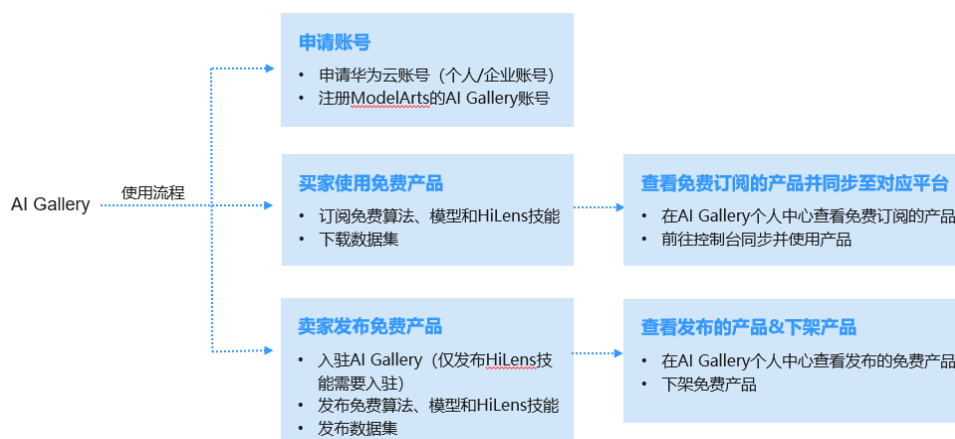 申请账号
• 申请华为云账号（个人/企业账号）
• 注册ModelArts的AI Gallery账号
AI Gallery
使用流程
买家使用免费产品
• 订阅免费算法、模型和HiLens技能
• 下载数据集
查看免费订阅的产品并同步至对应平台
• 在AI Gallery个人中心查看免费订阅的产品
• 前往控制台同步并使用产品
卖家发布免费产品
• 入驻AI Gallery（仅发布HiLens技
能需要入驻）
• 发布免费算法、模型和HiLens技能
• 发布数据集
查看发布的产品&下架产品
• 在AI Gallery个人中心查看发布的免费产品
• 下架免费产品